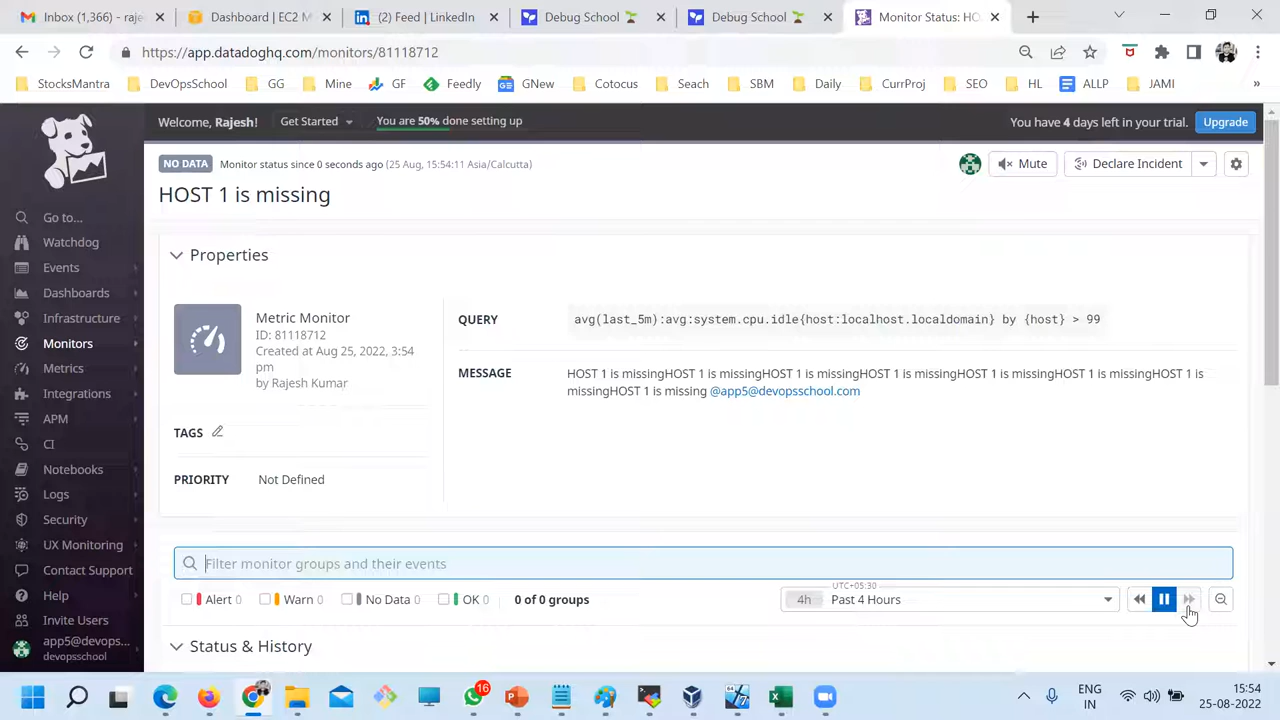 Inbox (1,366) - raje
Dashboard | EC2 M
(2) Feed | LinkedIn
Debug School
Debug School
Monitor Status: HO
https://app.datadoghq.com/monitors/81118712
StocksMantra
DevOpsSchool
GG
Mine
GF
Feedly
GNew
Cotocus
Seach
SBM
Daily
CurrProj
SEO
HL
ALLP
JAMI
»
Welcome, Rajesh!
Get Started
You are 50% done setting up
You have 4 days left in your trial.
Upgrade
NO DATA
Monitor status since 0 seconds ago (25 Aug, 15:54:11 Asia/Calcutta)
Mute
Declare Incident
HOST 1 is missing
Go to...
Watchdog
Events
Dashboards
Infrastructure
Monitors
Metrics
Integrations
APM
CI
Notebooks
Logs
Security
UX Monitoring
Contact Support
Help
Invite Users
app5@devops...
devopsschool
Properties
Metric Monitor
ID: 81118712
Created at Aug 25, 2022, 3:54
pm
by Rajesh Kumar
TAGS
PRIORITY
Not Defined
QUERY
avg(last_5m):avg:system.cpu.idle{host:localhost.localdomain} by {host} > 99
MESSAGE
HOST 1 is missingHOST 1 is missingHOST 1 is missingHOST 1 is missingHOST 1 is missingHOST 1 is missingHOST 1 is
missingHOST 1 is missing @app5@devopsschool.com
Filter monitor groups and their events
Alert 0
Warn 0
No Data 0
OK 0
0 of 0 groups
UTC+05:30
4h
Past 4 Hours
Status & History
16
ENG
IN
15:54
25-08-2022